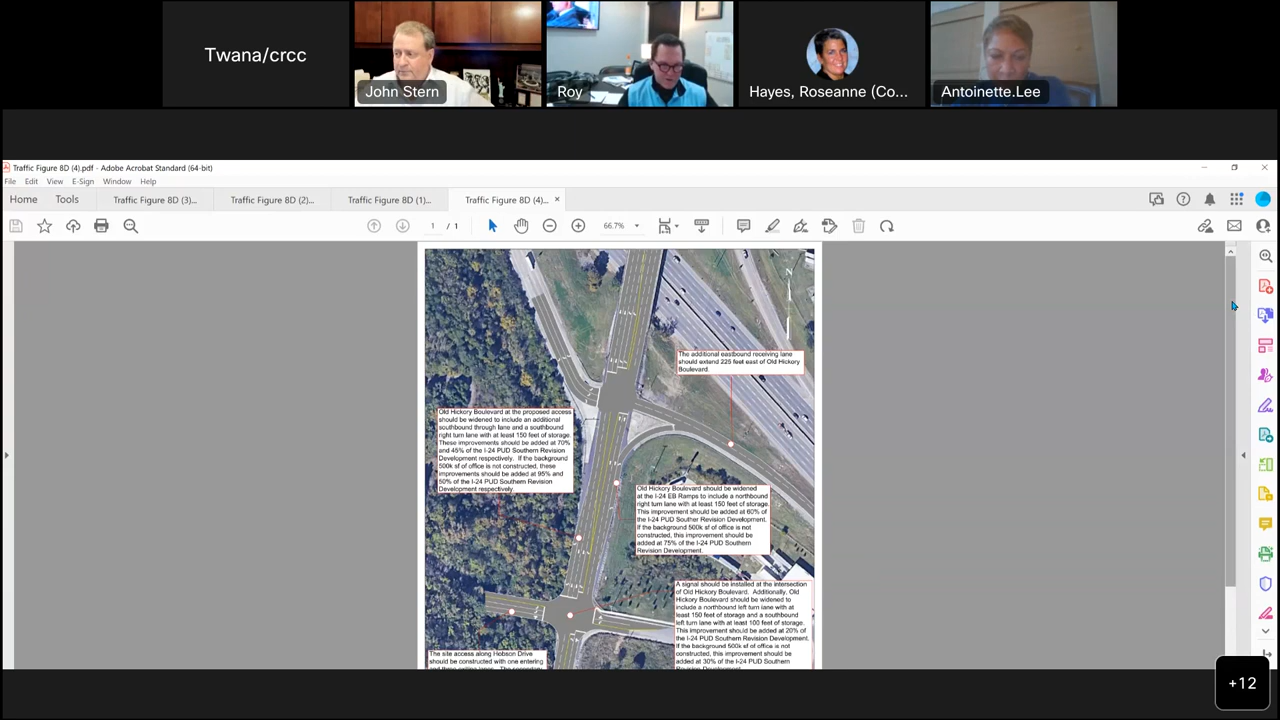 Twana/crcc
John Stern
Roy
Hayes, Roseanne (Co...
Antoinette.Lee
Traffic Figure 8D (4).pdf - Adobe Acrobat Standard (64-bit)
File Edit View E-Sign Window Help
Home Tools Traffic Figure 8D (3)... Traffic Figure 8D (2)... Traffic Figure 8D (1)... Traffic Figure 8D (4)... ×
1 / 1 66.7%
N
The additional eastbound receiving lane
should extend 225 feet east of Old Hickory
Boulevard.
Old Hickory Boulevard at the proposed access
should be widened to include an additional
southbound through lane and a southbound
right turn lane with at least 150 feet of storage.
These improvements should be added at 70%
and 45% of the I-24 PUD Southern Revision
Development respectively. If the background
500k sf of office is not constructed, these
improvements should be added at 95% and
50% of the I-24 PUD Southern Revision
Development respectively.
Old Hickory Boulevard should be widened
at the I-24 EB Ramps to include a northbound
right turn lane with at least 150 feet of storage.
This improvement should be added at 60% of
the I-24 PUD Souther Revision Development.
If the background 500k sf of office is not
constructed, this improvement should be
added at 75% of the I-24 PUD Southern
Revision Development.
A signal should be installed at the intersection
of Old Hickory Boulevard. Additionally, Old
Hickory Boulevard should be widened to
include a northbound left turn lane with at
least 150 feet of storage and a southbound
left turn lane with at least 100 feet of storage.
This improvement should be added at 20% of
the I-24 PUD Southern Revision Development.
If the background 500k sf of office is not
constructed, this improvement should be
added at 30% of the I-24 PUD Southern
Revision Development.
The site access along Hobson Drive
should be constructed with one entering
+12